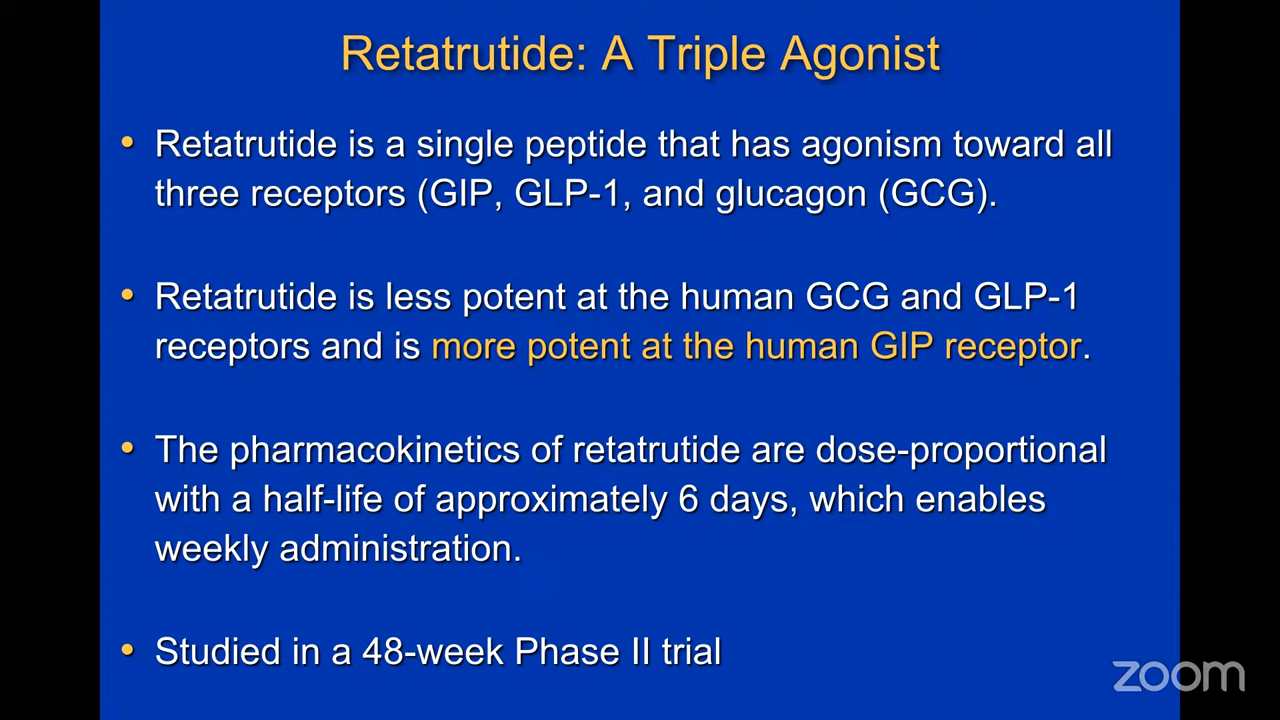 Retatrutide: A Triple Agonist
• Retatrutide is a single peptide that has agonism toward all
three receptors (GIP, GLP-1, and glucagon (GCG).
• Retatrutide is less potent at the human GCG and GLP-1
receptors and is more potent at the human GIP receptor.
• The pharmacokinetics of retatrutide are dose-proportional
with a half-life of approximately 6 days, which enables
weekly administration.
• Studied in a 48-week Phase II trial
zoom